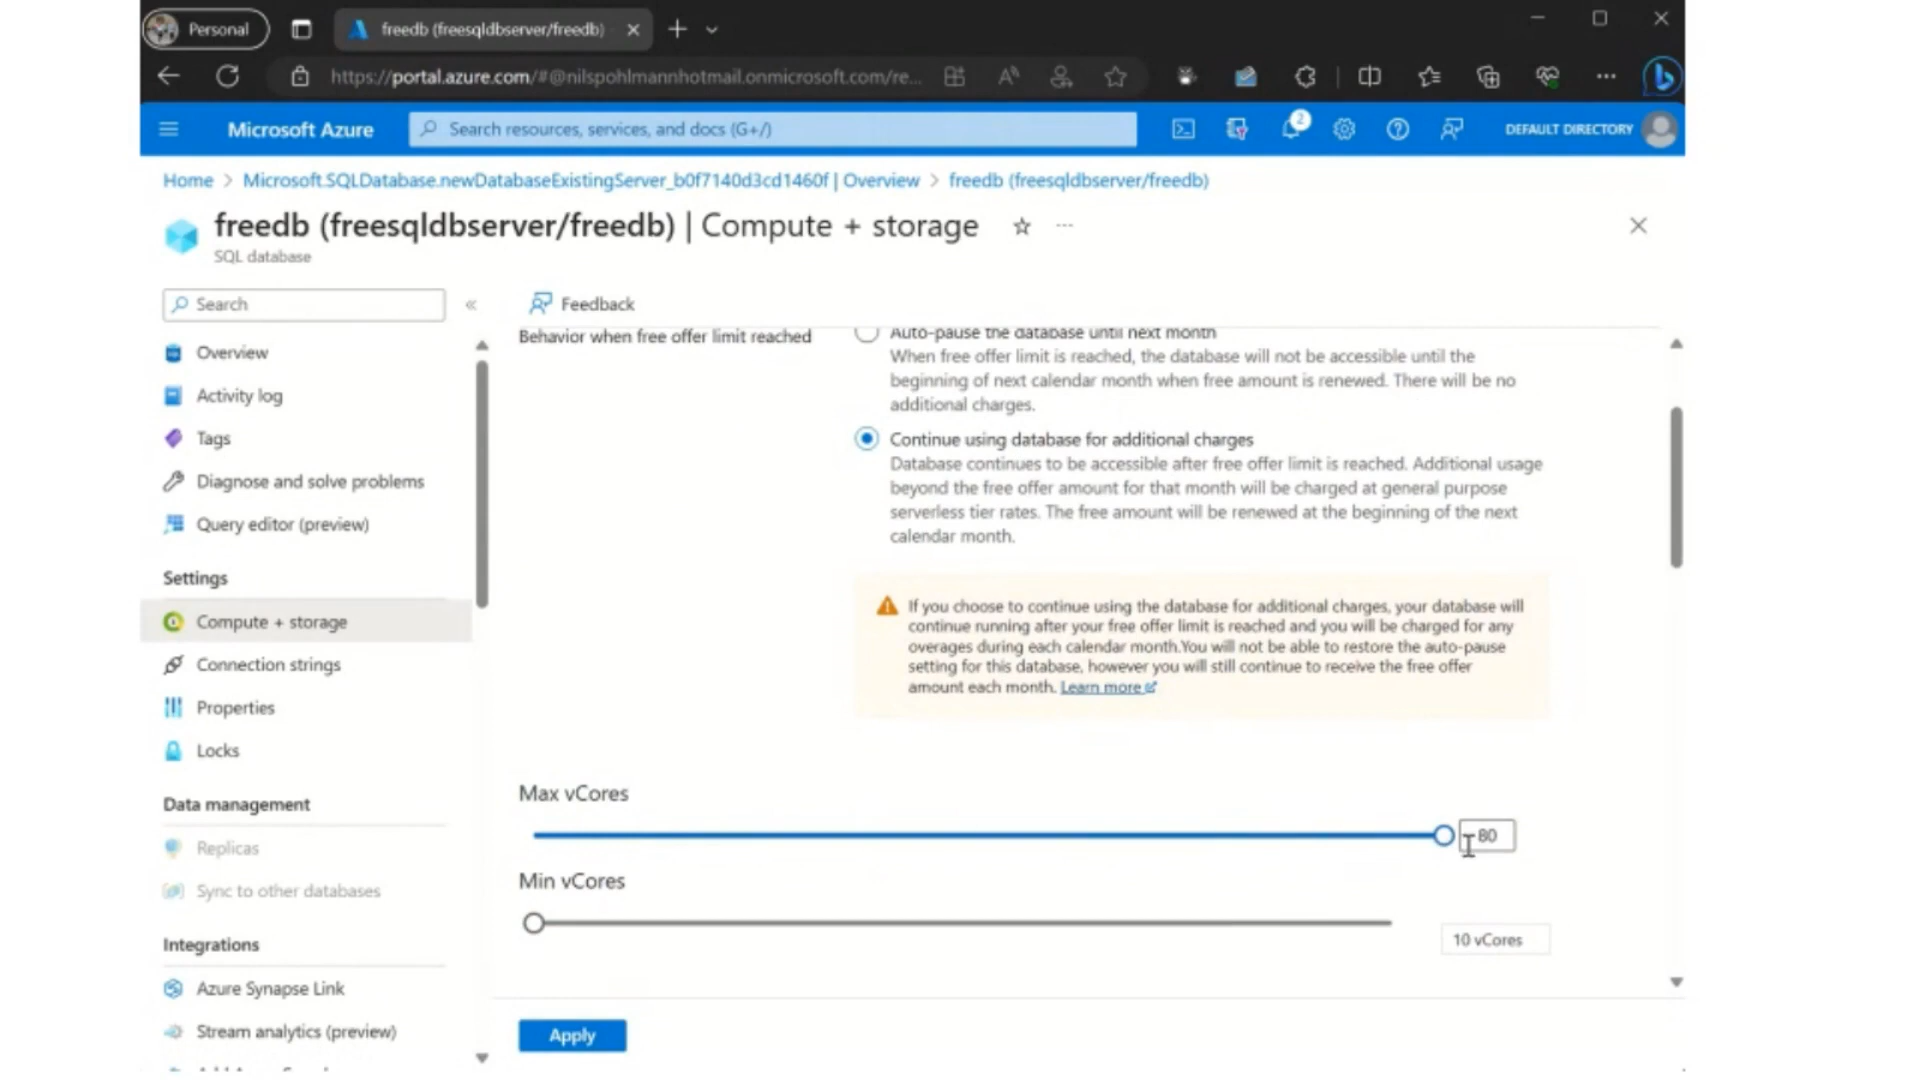 Personal
freedb (freesqldbserver/freedb)
https://portal.azure.com/#@nilspohlmannhotmail.onmicrosoft.com/re...
Microsoft Azure
Search resources, services, and docs (G+/)
2
DEFAULT DIRECTORY
Home > Microsoft.SQLDatabase.newDatabaseExistingServer_b0f7140d3cd1460f | Overview > freedb (freesqldbserver/freedb)
freedb (freesqldbserver/freedb) | Compute + storage
SQL database
Search
Feedback
Overview
Activity log
Tags
Diagnose and solve problems
Query editor (preview)
Settings
Compute + storage
Connection strings
Properties
Locks
Data management
Replicas
Sync to other databases
Integrations
Azure Synapse Link
Stream analytics (preview)
Behavior when free offer limit reached
Auto-pause the database until next month
When free offer limit is reached, the database will not be accessible until the
beginning of next calendar month when free amount is renewed. There will be no
additional charges.
Continue using database for additional charges
Database continues to be accessible after free offer limit is reached. Additional usage
beyond the free offer amount for that month will be charged at general purpose
serverless tier rates. The free amount will be renewed at the beginning of the next
calendar month.
If you choose to continue using the database for additional charges, your database will
continue running after your free offer limit is reached and you will be charged for any
overages during each calendar month.You will not be able to restore the auto-pause
setting for this database, however you will still continue to receive the free offer
amount each month. Learn more
Max vCores
80
Min vCores
10 vCores
Apply